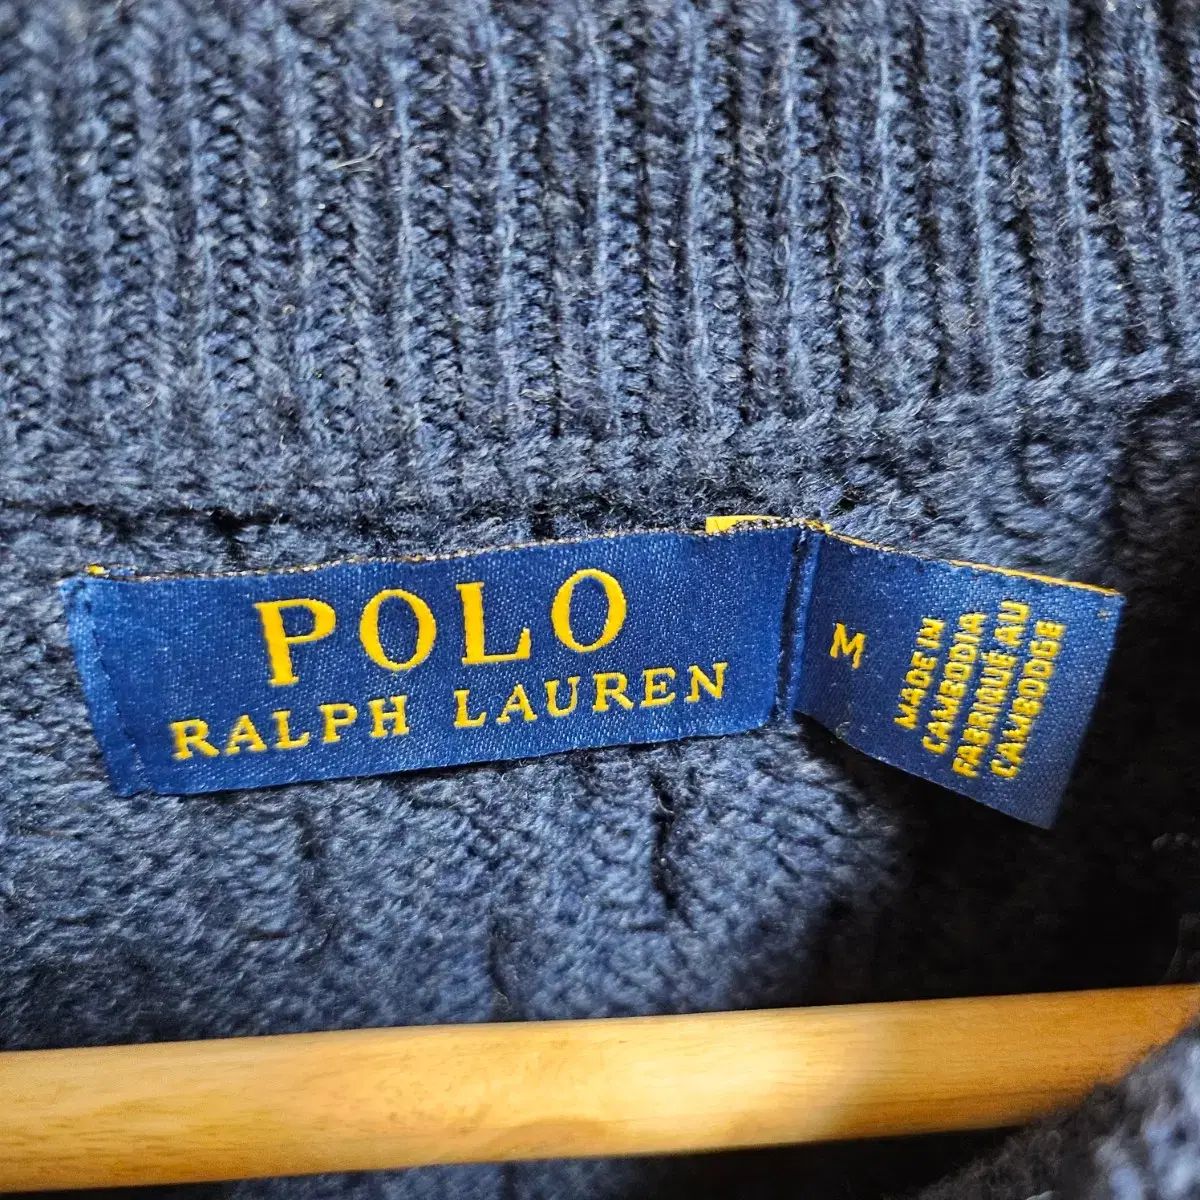 POLO
RALPH LAUREN
M
MADE IN
CAMBODIA
FABRIQUÉ AU
CAMBODGE